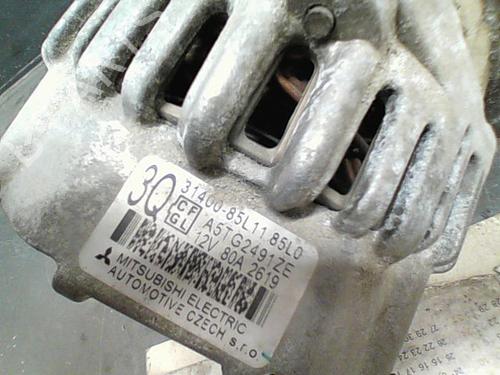 3Q
31400-85L11 85L0
CF
GL
A5TG2491ZE
12V 80A 2619
MITSUBISHI ELECTRIC
AUTOMOTIVE CZECH s.r.o.